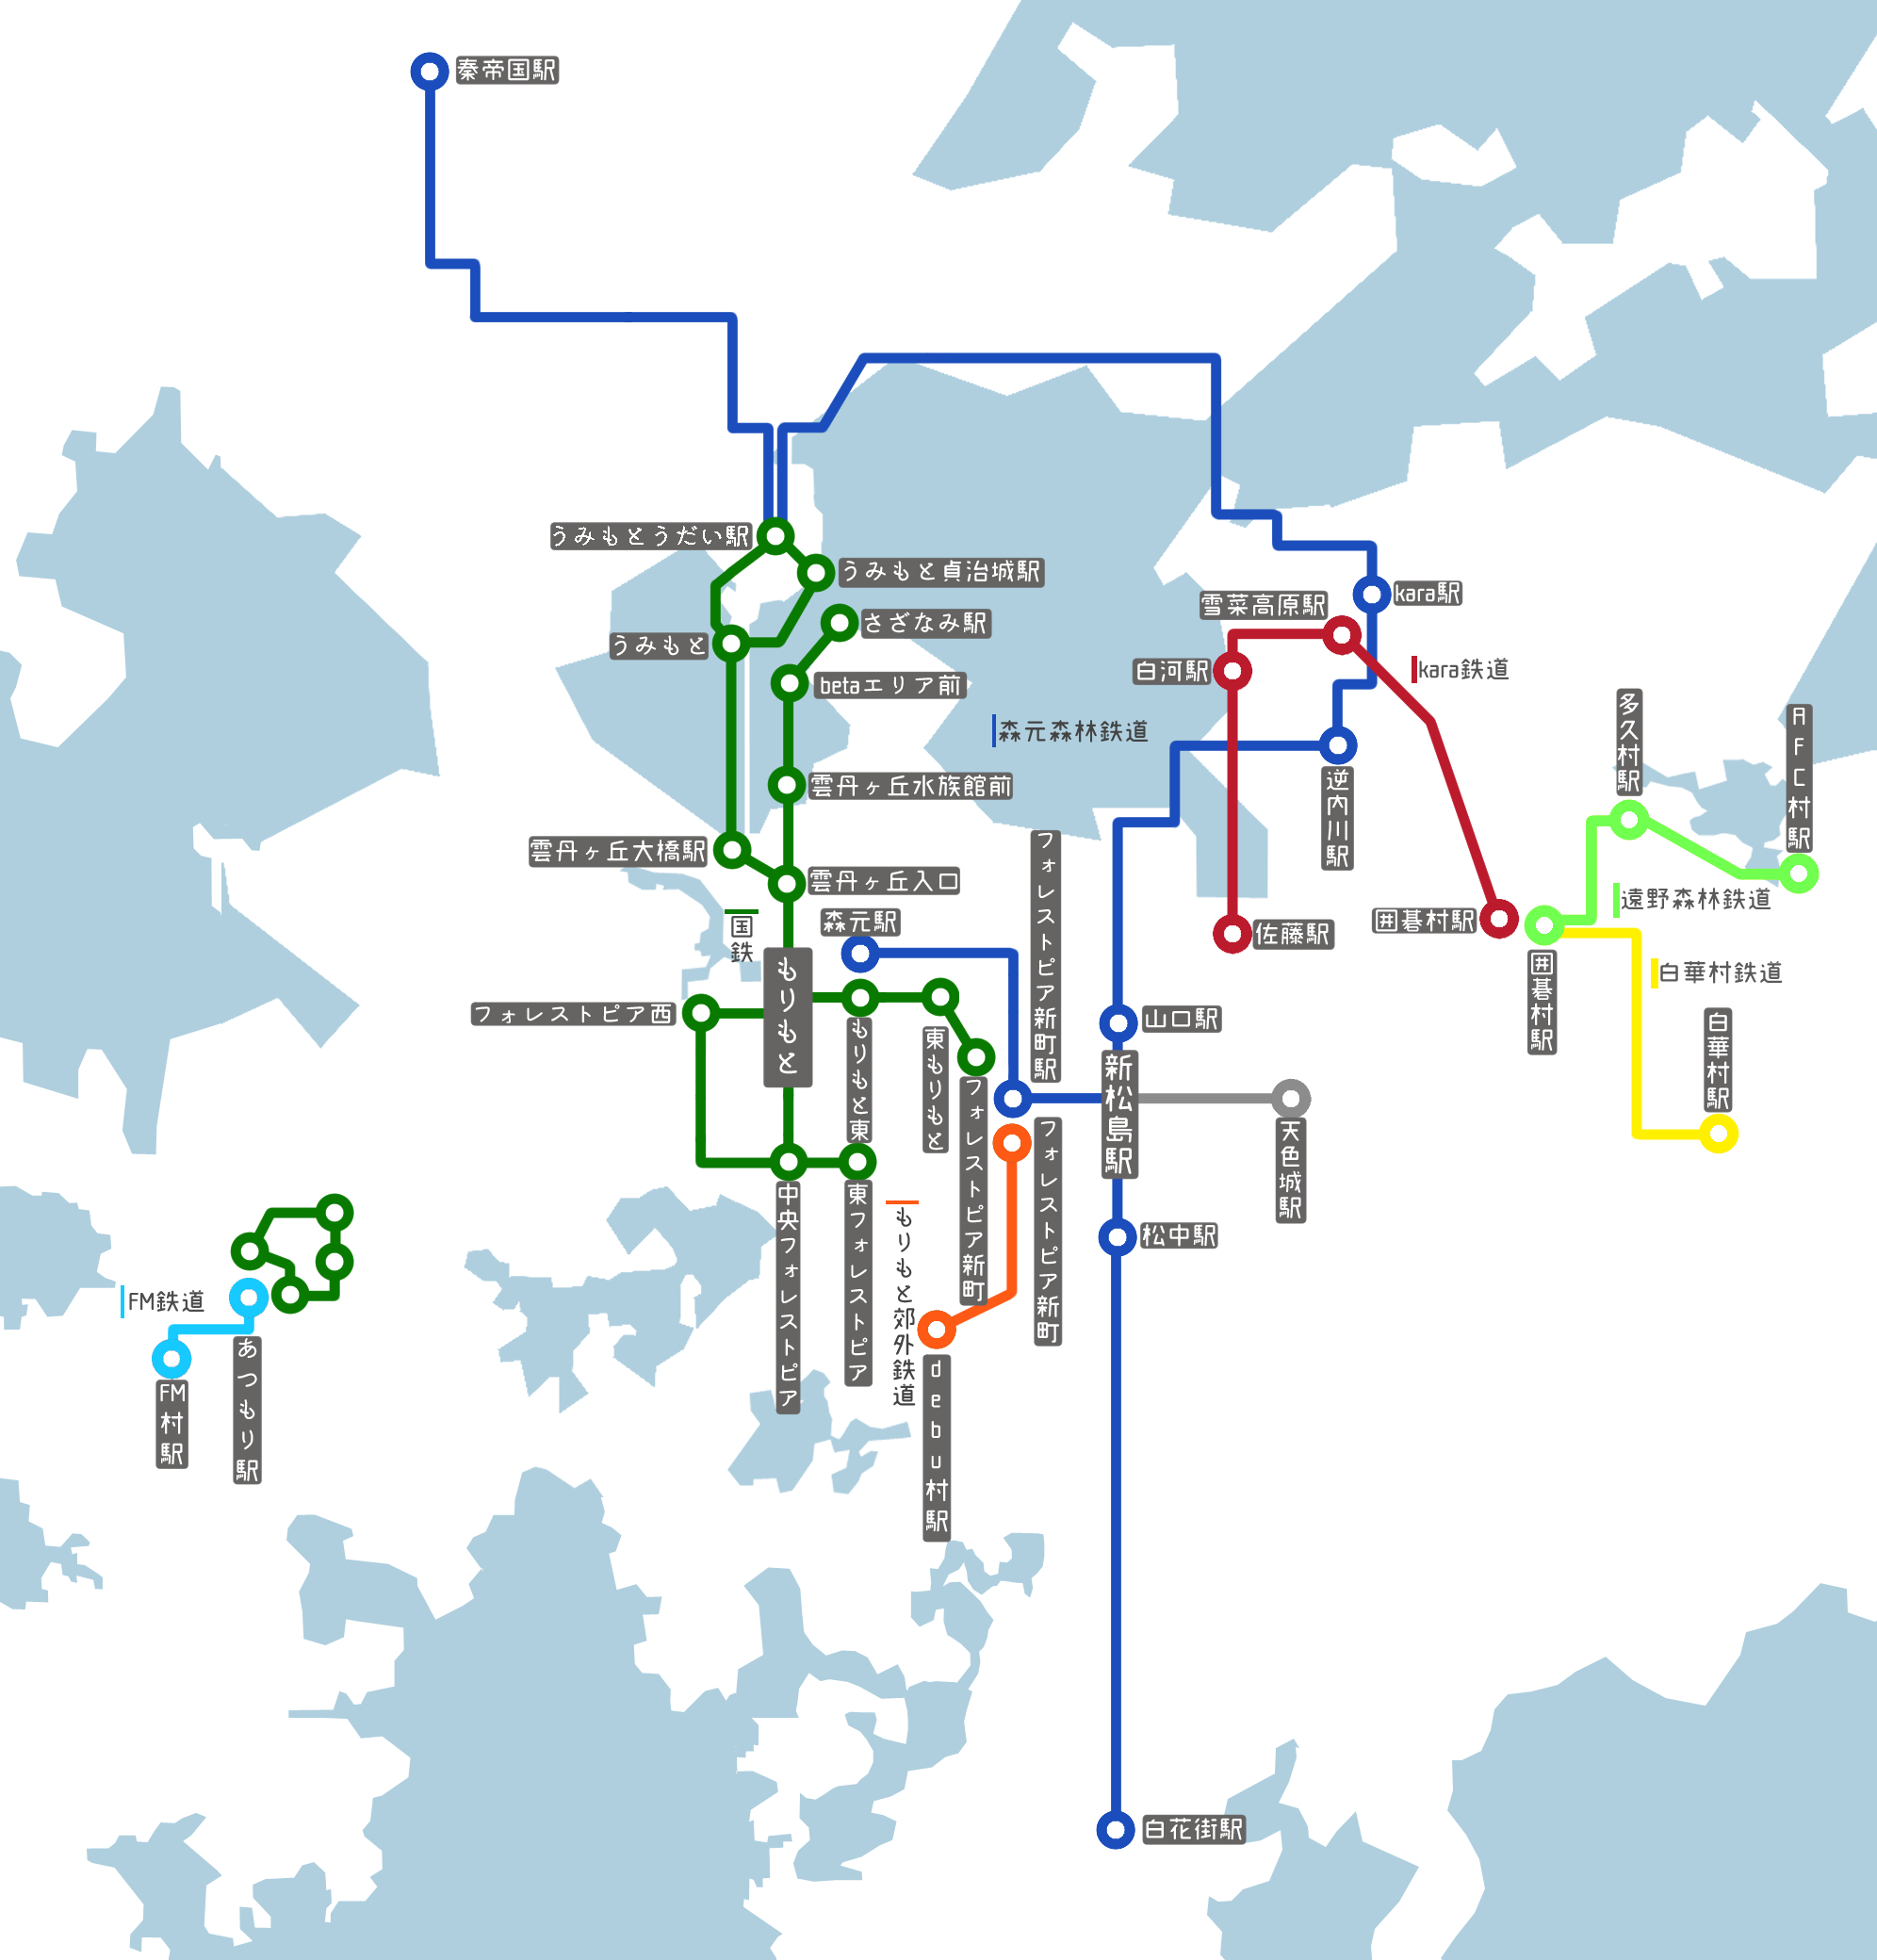 秦帝国駅
うみもとうだい駅
うみもと貞治城駅
さざなみ駅
うみもと
betaエリア前
雪菜高原駅
kara駅
白河駅
kara鉄道
森元森林鉄道
多久村駅
AFC村駅
雲丹ヶ丘水族館前
逆内川駅
雲丹ヶ丘大橋駅
雲丹ヶ丘入口
フォレストピア新町駅
遠野森林鉄道
国鉄
森元駅
佐藤駅
囲碁村駅
囲碁村駅
白華村鉄道
もりもと
フォレストピア西
もりもと東
東もりもと
山口駅
白華村駅
新松島駅
フォレストピア新町
フォレストピア新町
天色城駅
中央フォレストピア
東フォレストピア
もりもと郊外鉄道
松中駅
FM鉄道
あつもり駅
FM村駅
debu村駅
白花街駅